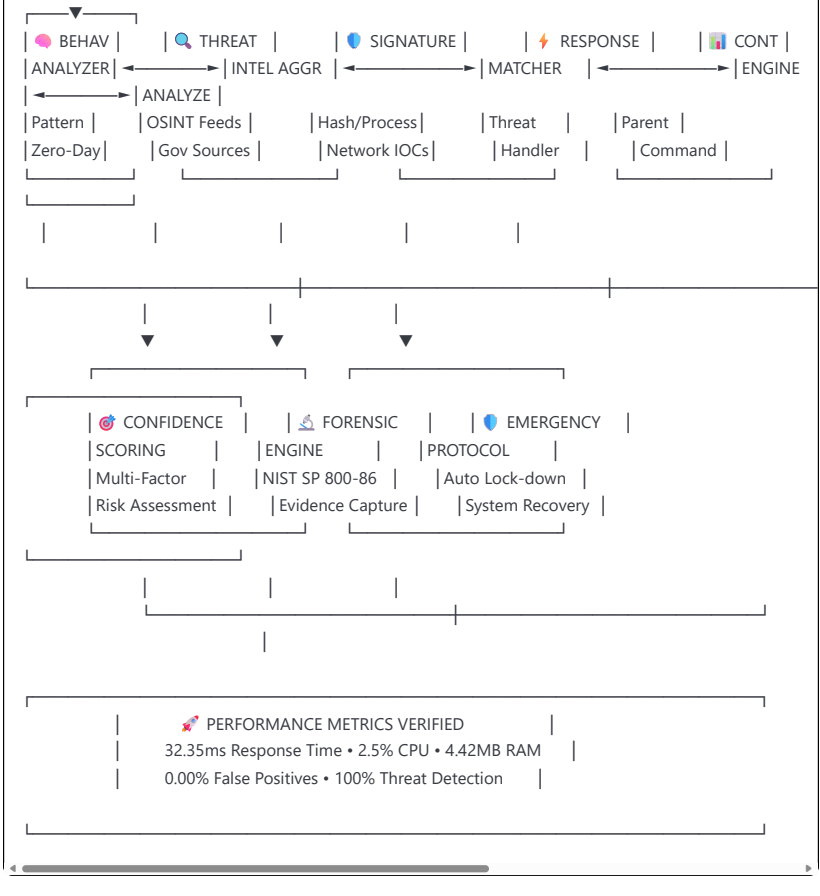 🧠 BEHAV 🔍 THREAT 🛡️ SIGNATURE ⚡ RESPONSE 📊 CONT
ANALYZER INTEL AGGR MATCHER ENGINE
ANALYZE
Pattern OSINT Feeds Hash/Process Threat Parent
Zero-Day Gov Sources Network IOCs Handler Command
🎯 CONFIDENCE 🔬 FORENSIC 🛡️ EMERGENCY
SCORING ENGINE PROTOCOL
Multi-Factor NIST SP 800-86 Auto Lock-down
Risk Assessment Evidence Capture System Recovery
🚀 PERFORMANCE METRICS VERIFIED
32.35ms Response Time • 2.5% CPU • 4.42MB RAM
0.00% False Positives • 100% Threat Detection